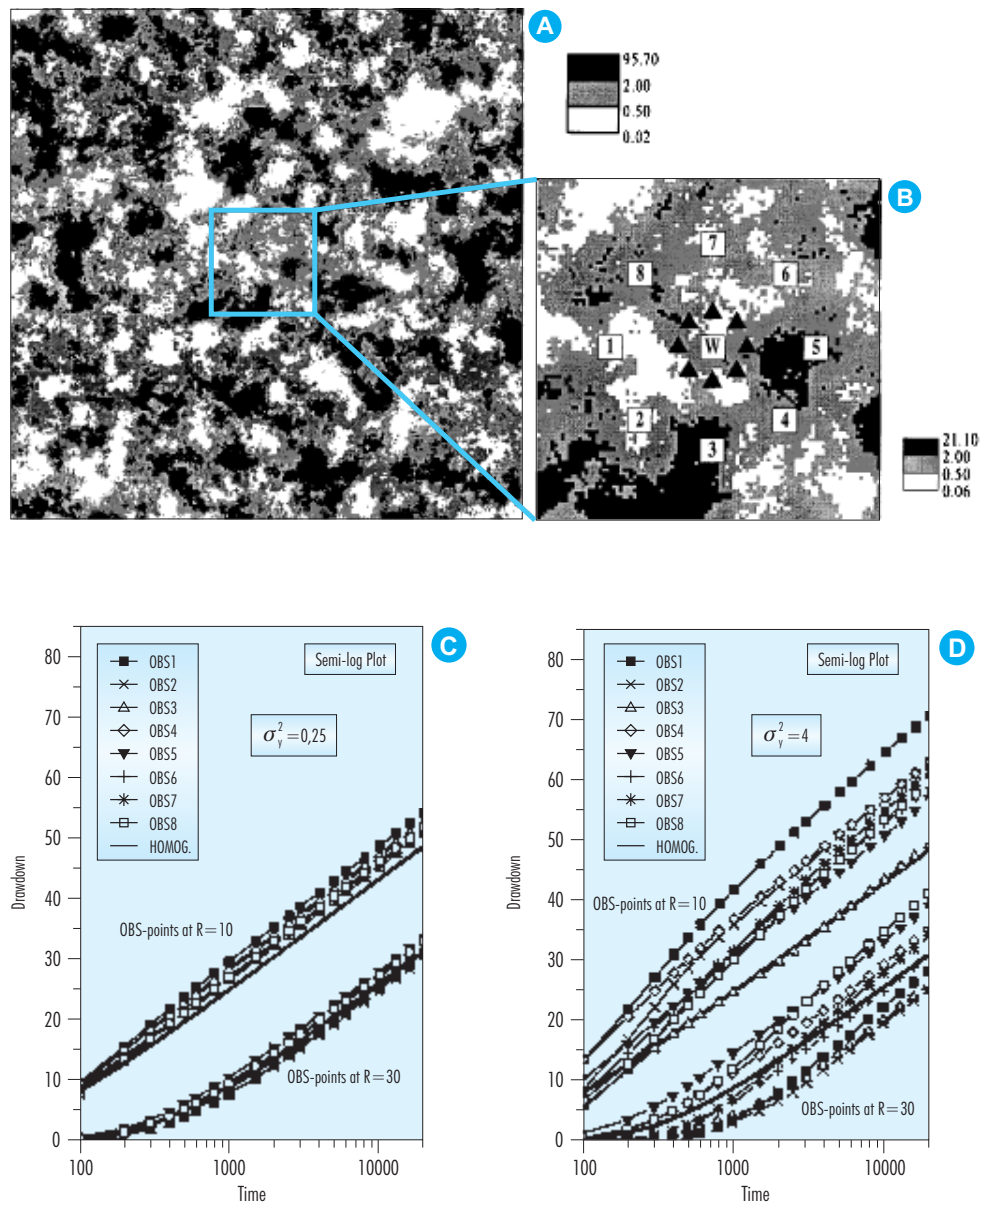 A
95.70
2.00
0.50
0.02
B
7
8
6
1
W
5
2
4
3
21.10
2.00
0.50
0.06
C
80
70
60
50
40
30
20
10
0
Drawdown
OBS1
OBS2
OBS3
OBS4
OBS5
OBS6
OBS7
OBS8
HOMOG.
Semi-log Plot
σ²y =0,25
OBS-points at R=10
OBS-points at R=30
100
1000
10000
Time
D
80
70
60
50
40
30
20
10
0
Drawdown
OBS1
OBS2
OBS3
OBS4
OBS5
OBS6
OBS7
OBS8
HOMOG.
Semi-log Plot
σ²y =4
OBS-points at R=10
OBS-points at R=30
100
1000
10000
Time